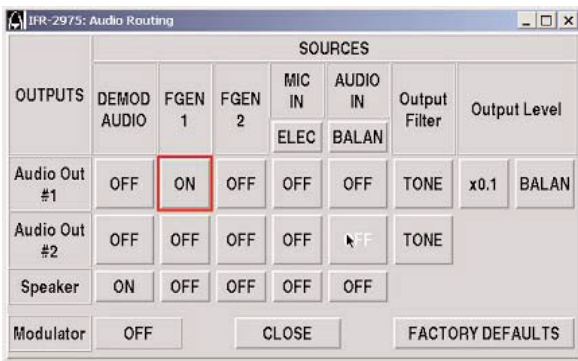 IFR-2975: Audio Routing
SOURCES
OUTPUTS
DEMOD AUDIO
FGEN 1
FGEN 2
MIC IN
ELEC
AUDIO IN
BALAN
Output Filter
Output Level
Audio Out #1
OFF
ON
OFF
OFF
OFF
TONE
x0.1
BALAN
Audio Out #2
OFF
OFF
OFF
OFF
OFF
TONE
Speaker
ON
OFF
OFF
OFF
OFF
Modulator
OFF
CLOSE
FACTORY DEFAULTS